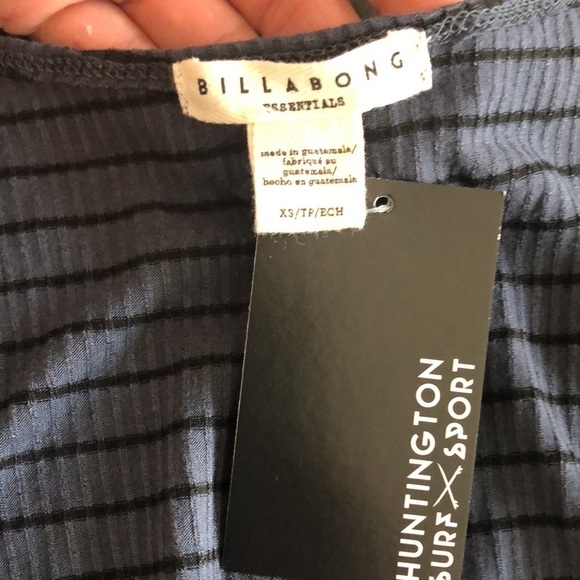 BILLABONG
ESSENTIALS
made in guatemala/
fabriqué au
guatemala/
hecho en guatemala
XS/TP/ECH
HUNTINGTON
SURF X SPORT